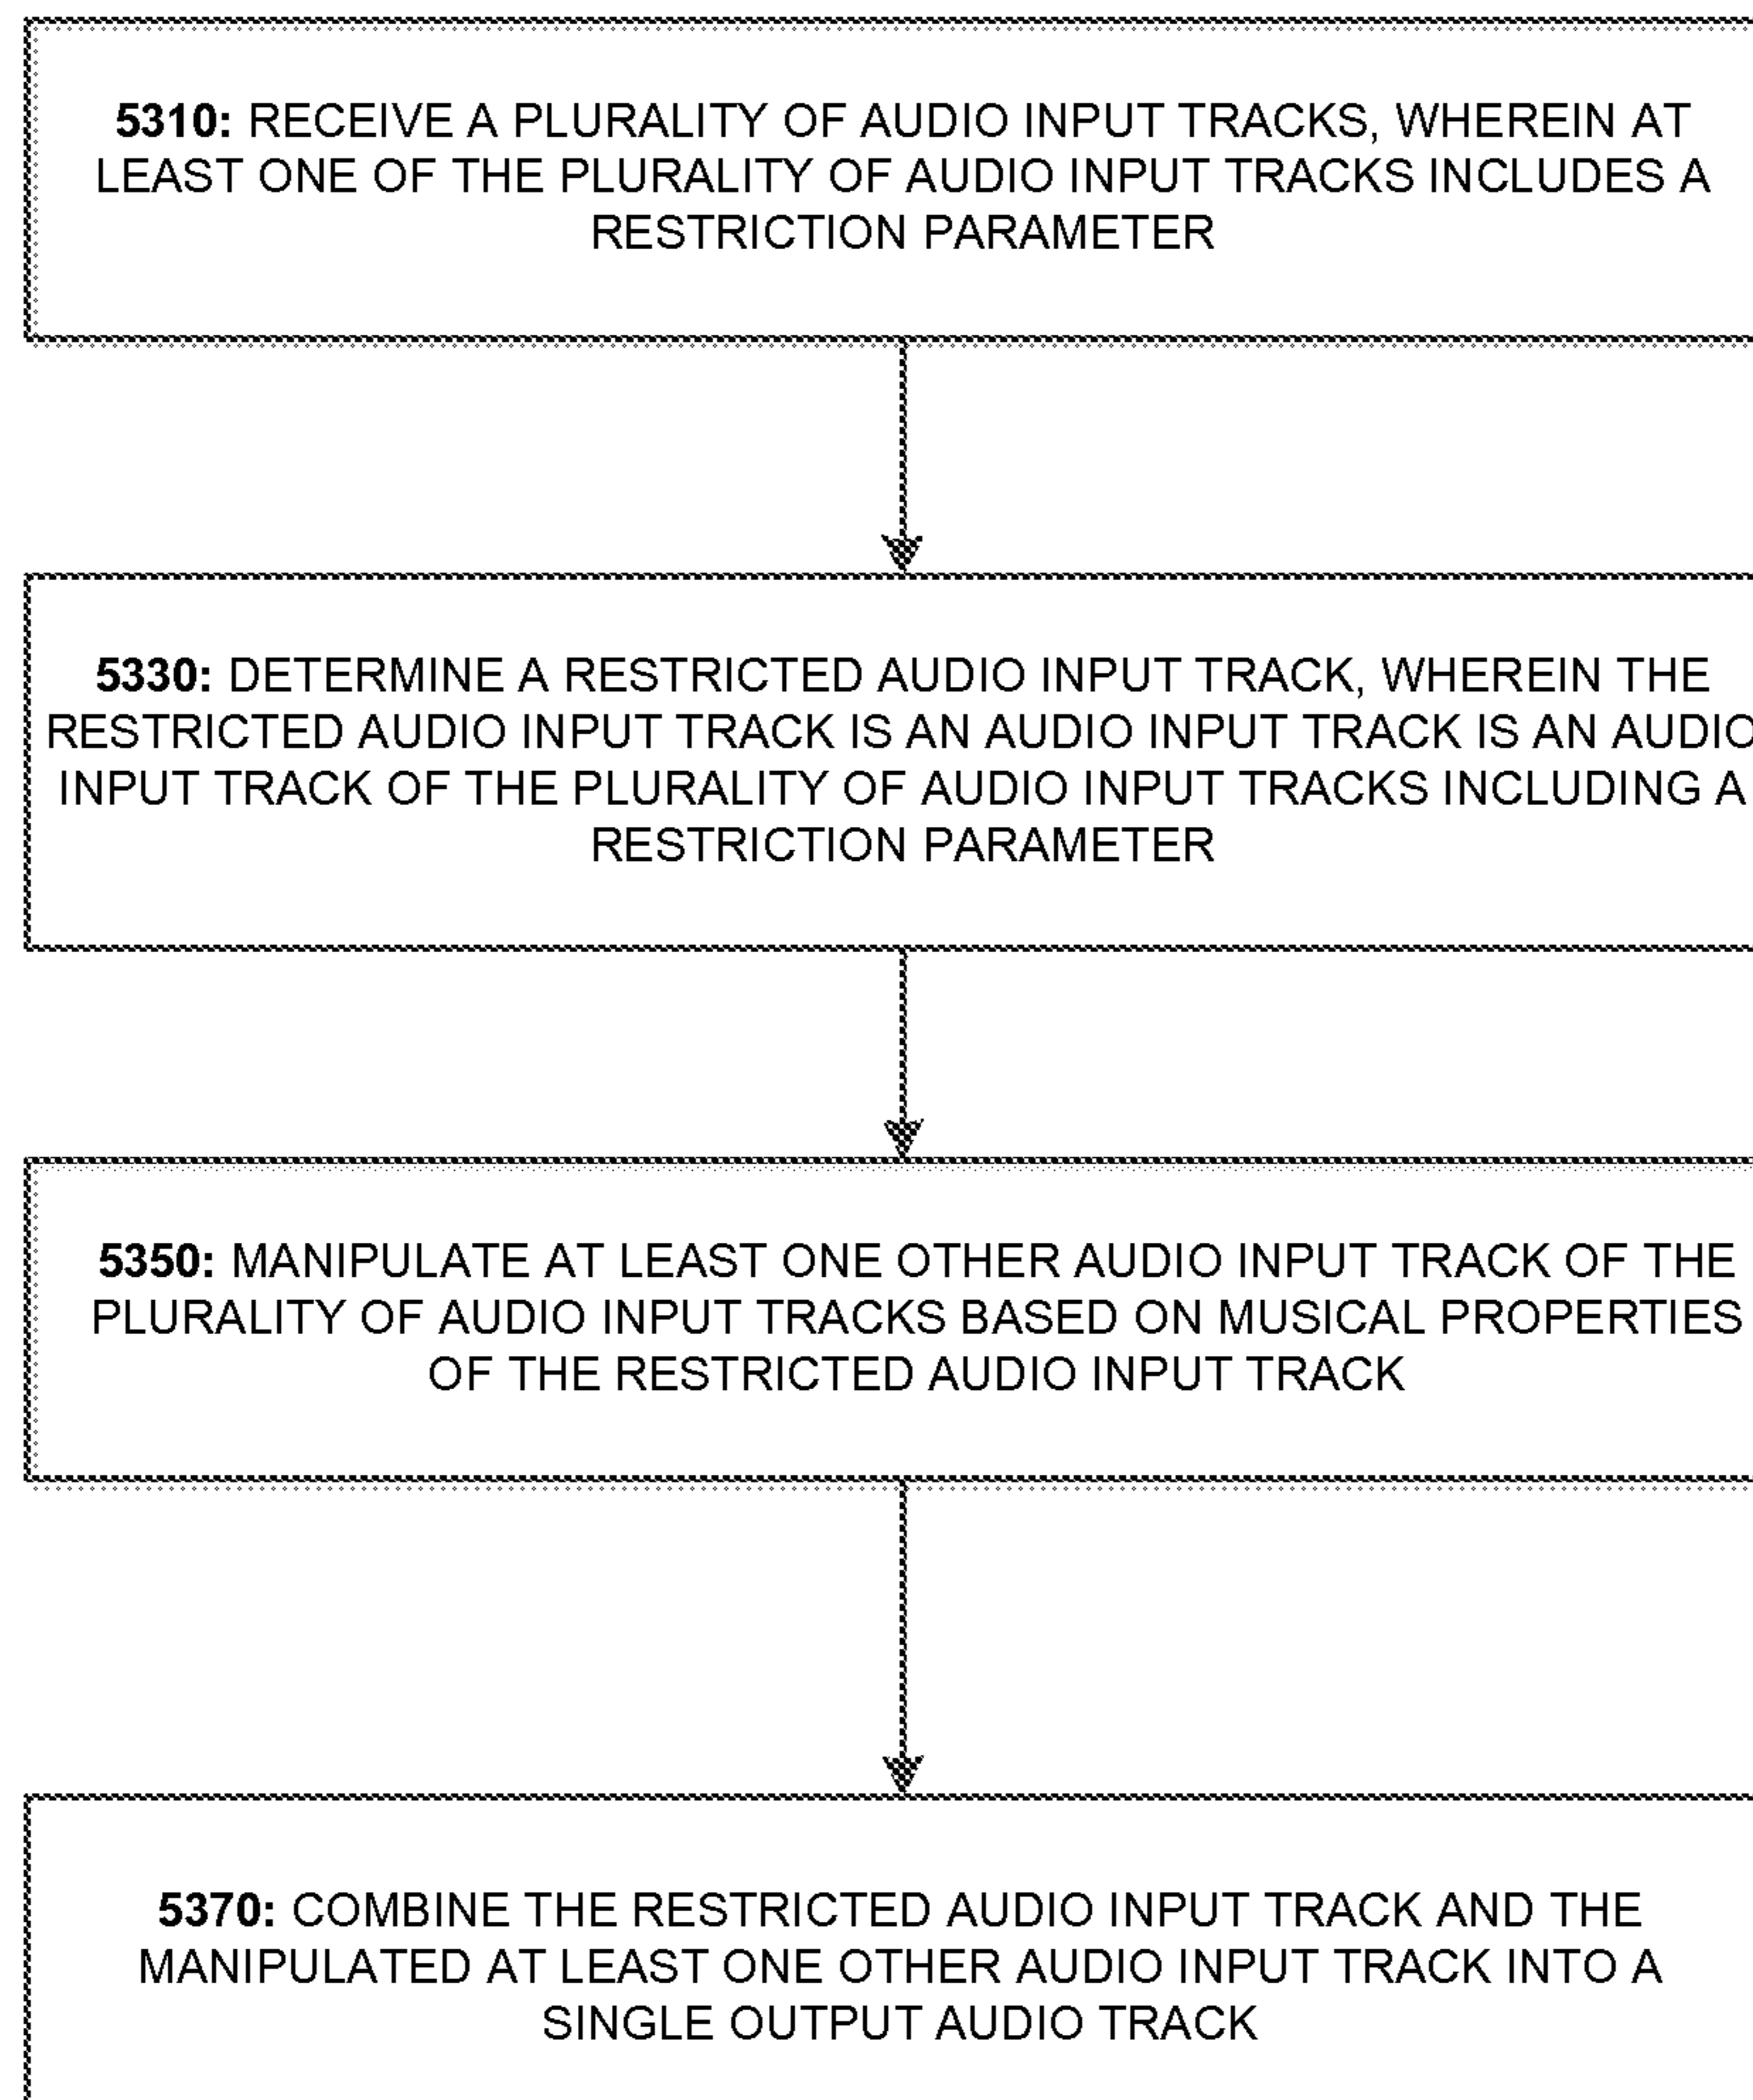 5310: RECEIVE A PLURALITY OF AUDIO INPUT TRACKS, WHEREIN AT
LEAST ONE OF THE PLURALITY OF AUDIO INPUT TRACKS INCLUDES A
RESTRICTION PARAMETER
5330: DETERMINE A RESTRICTED AUDIO INPUT TRACK, WHEREIN THE
RESTRICTED AUDIO INPUT TRACK IS AN AUDIO INPUT TRACK IS AN AUDIO
INPUT TRACK OF THE PLURALITY OF AUDIO INPUT TRACKS INCLUDING A
RESTRICTION PARAMETER
5350: MANIPULATE AT LEAST ONE OTHER AUDIO INPUT TRACK OF THE
PLURALITY OF AUDIO INPUT TRACKS BASED ON MUSICAL PROPERTIES
OF THE RESTRICTED AUDIO INPUT TRACK
5370: COMBINE THE RESTRICTED AUDIO INPUT TRACK AND THE
MANIPULATED AT LEAST ONE OTHER AUDIO INPUT TRACK INTO A
SINGLE OUTPUT AUDIO TRACK